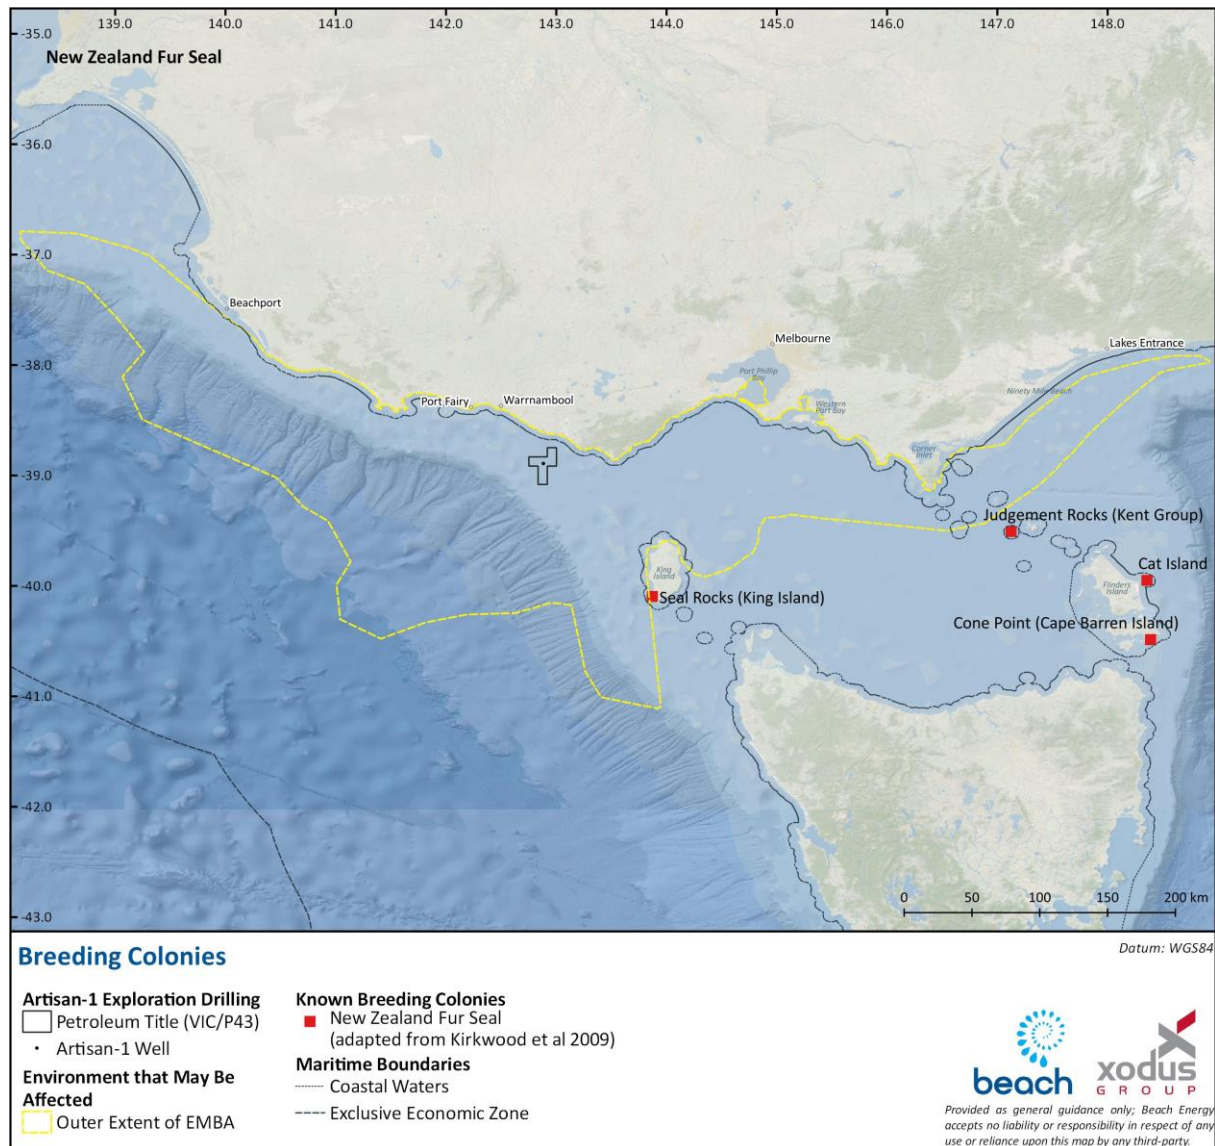 139.0 140.0 141.0 142.0 143.0 144.0 145.0 146.0 147.0 148.0
-35.0
New Zealand Fur Seal
-36.0
-37.0
Beachport
Melbourne
Lakes Entrance
-38.0
Port Phillip
Bay
Ninety Mile Beach
Port Fairy
Warrnambool
Western
Port Bay
Corner
Inlet
-39.0
Judgement Rocks (Kent Group)
King
Island
Cat Island
-40.0
Flinders
Island
Seal Rocks (King Island)
Cone Point (Cape Barren Island)
-41.0
-42.0
0 50 100 150 200 km
-43.0
Breeding Colonies
Datum: WGS84
Artisan-1 Exploration Drilling
Petroleum Title (VIC/P43)
Artisan-1 Well
Environment that May Be
Affected
Outer Extent of EMBA
Known Breeding Colonies
New Zealand Fur Seal
(adapted from Kirkwood et al 2009)
Maritime Boundaries
Coastal Waters
Exclusive Economic Zone
beach
xodus
GROUP
Provided as general guidance only; Beach Energy
accepts no liability or responsibility in respect of any
use or reliance upon this map by any third-party.